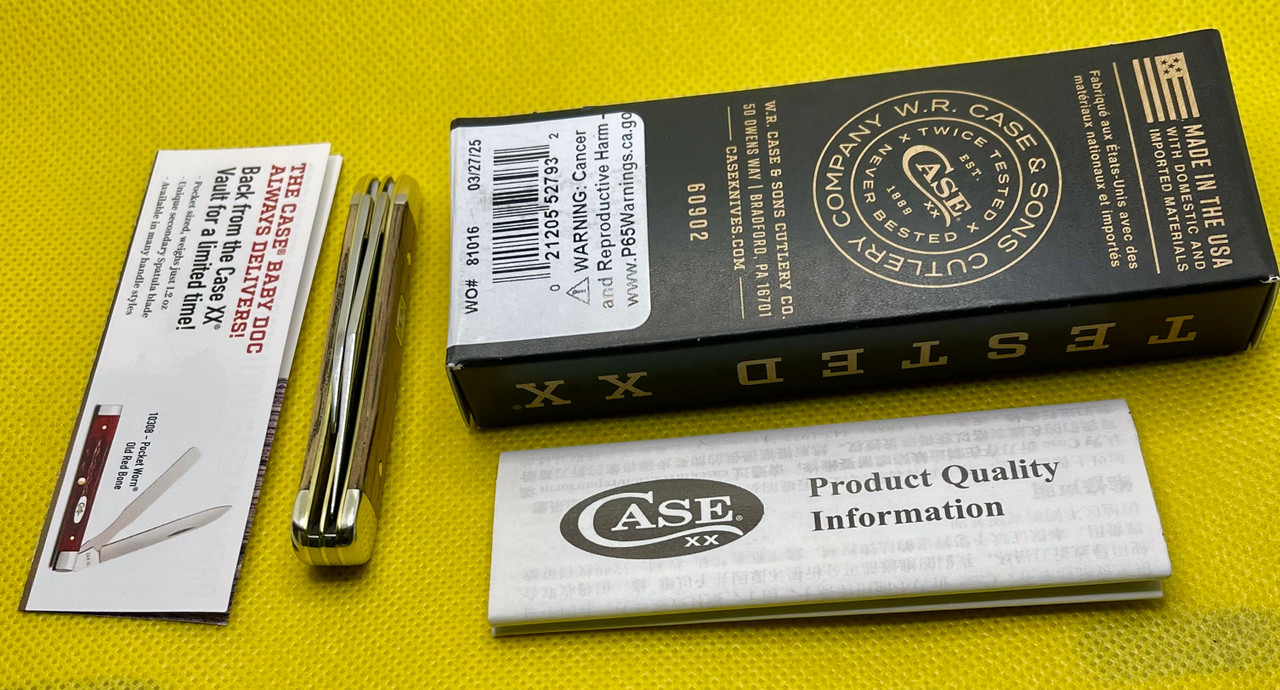 THE CASE® BABY DOC
ALWAYS DELIVERS!
Back from the Case XX®
Vault for a limited time!
- Pocket sized, weighs just 1.2 oz
- Unique secondary Spatula blade
- Available in many handle styles
10308 – Pocket Worn®
Old Red Bone
WO# 81016 03/27/25
0 21205 52793 2
WARNING: Cancer
and Reproductive Harm -
www.P65Warnings.ca.go
W.R. CASE & SONS CUTLERY CO.
50 OWENS WAY | BRADFORD, PA 16701
CASEKNIVES.COM
60902
W.R. CASE & SONS
CUTLERY COMPANY
X TWICE TESTED X
NEVER BESTED
EST.
CASE
XX®
1889
MADE IN THE USA
WITH DOMESTIC AND
IMPORTED MATERIALS
Fabriqué aux États-Unis avec des
matériaux nationaux et importés
TESTED XX®
CASE®
XX
Product Quality
Information